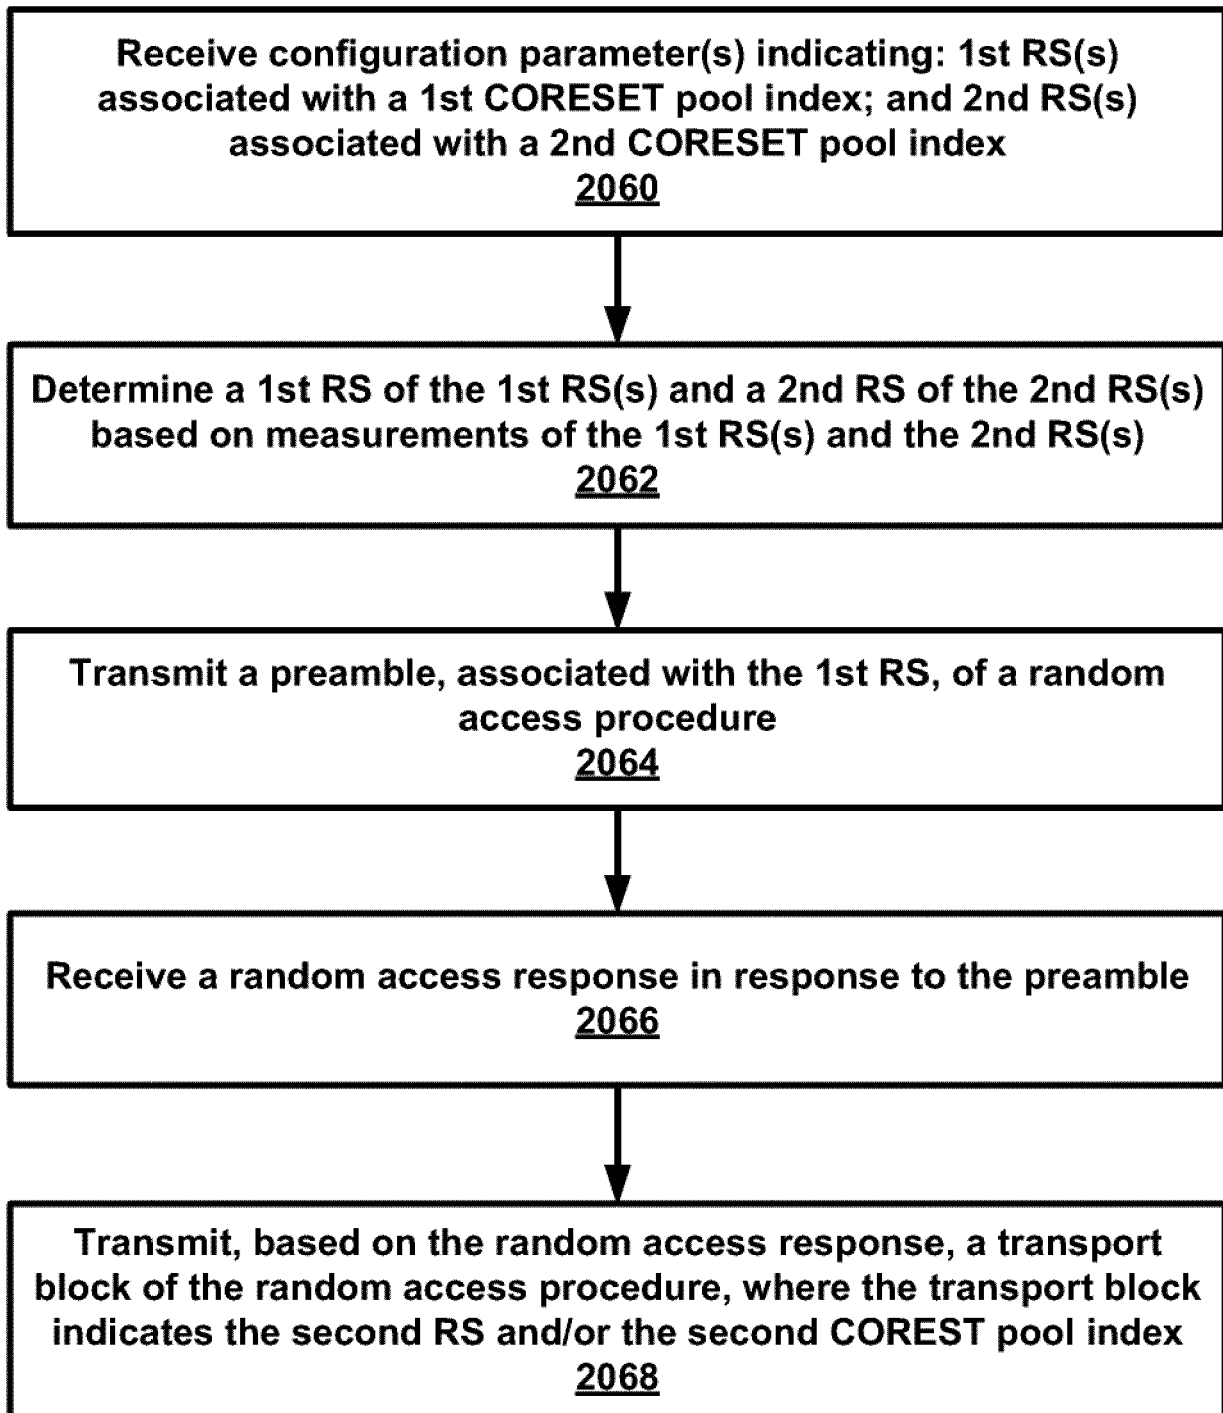 Receive configuration parameter(s) indicating: 1st RS(s)
associated with a 1st CORESET pool index; and 2nd RS(s)
associated with a 2nd CORESET pool index
2060
Determine a 1st RS of the 1st RS(s) and a 2nd RS of the 2nd RS(s)
based on measurements of the 1st RS(s) and the 2nd RS(s)
2062
Transmit a preamble, associated with the 1st RS, of a random
access procedure
2064
Receive a random access response in response to the preamble
2066
Transmit, based on the random access response, a transport
block of the random access procedure, where the transport block
indicates the second RS and/or the second COREST pool index
2068